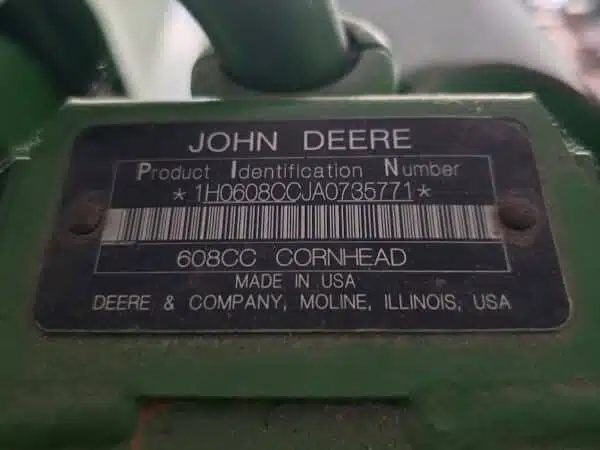 JOHN DEERE
Product Identification Number
*1H0608CCJA0735771*
608CC CORNHEAD
MADE IN USA
DEERE & COMPANY, MOLINE, ILLINOIS, USA